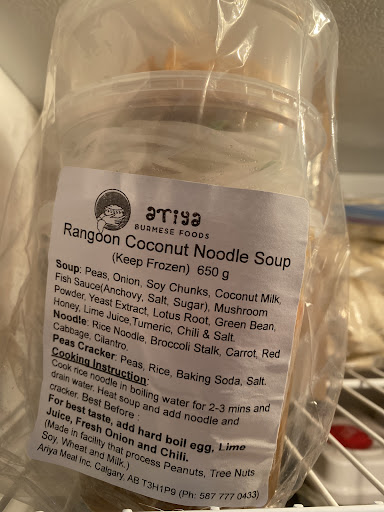 ariya
BURMESE FOODS
Rangoon Coconut Noodle Soup
(Keep Frozen) 650 g
Soup: Peas, Onion, Soy Chunks, Coconut Milk,
Fish Sauce(Anchovy, Salt, Sugar), Mushroom
Powder, Yeast Extract, Lotus Root, Green Bean,
Honey, Lime Juice,Tumeric, Chili & Salt.
Noodle: Rice Noodle, Broccoli Stalk, Carrot, Red
Cabbage, Cilantro.
Peas Cracker: Peas, Rice, Baking Soda, Salt.
Cooking Instruction:
Cook rice noodle in boiling water for 2-3 mins and
drain water. Heat soup and add noodle and
cracker. Best Before :
For best taste, add hard boil egg, Lime
Juice, Fresh Onion and Chili.
(Made in facility that process Peanuts, Tree Nuts
Soy, Wheat and Milk.)
Ariya Meal Inc, Calgary, AB T3H1P9 (Ph: 587 777 0433)